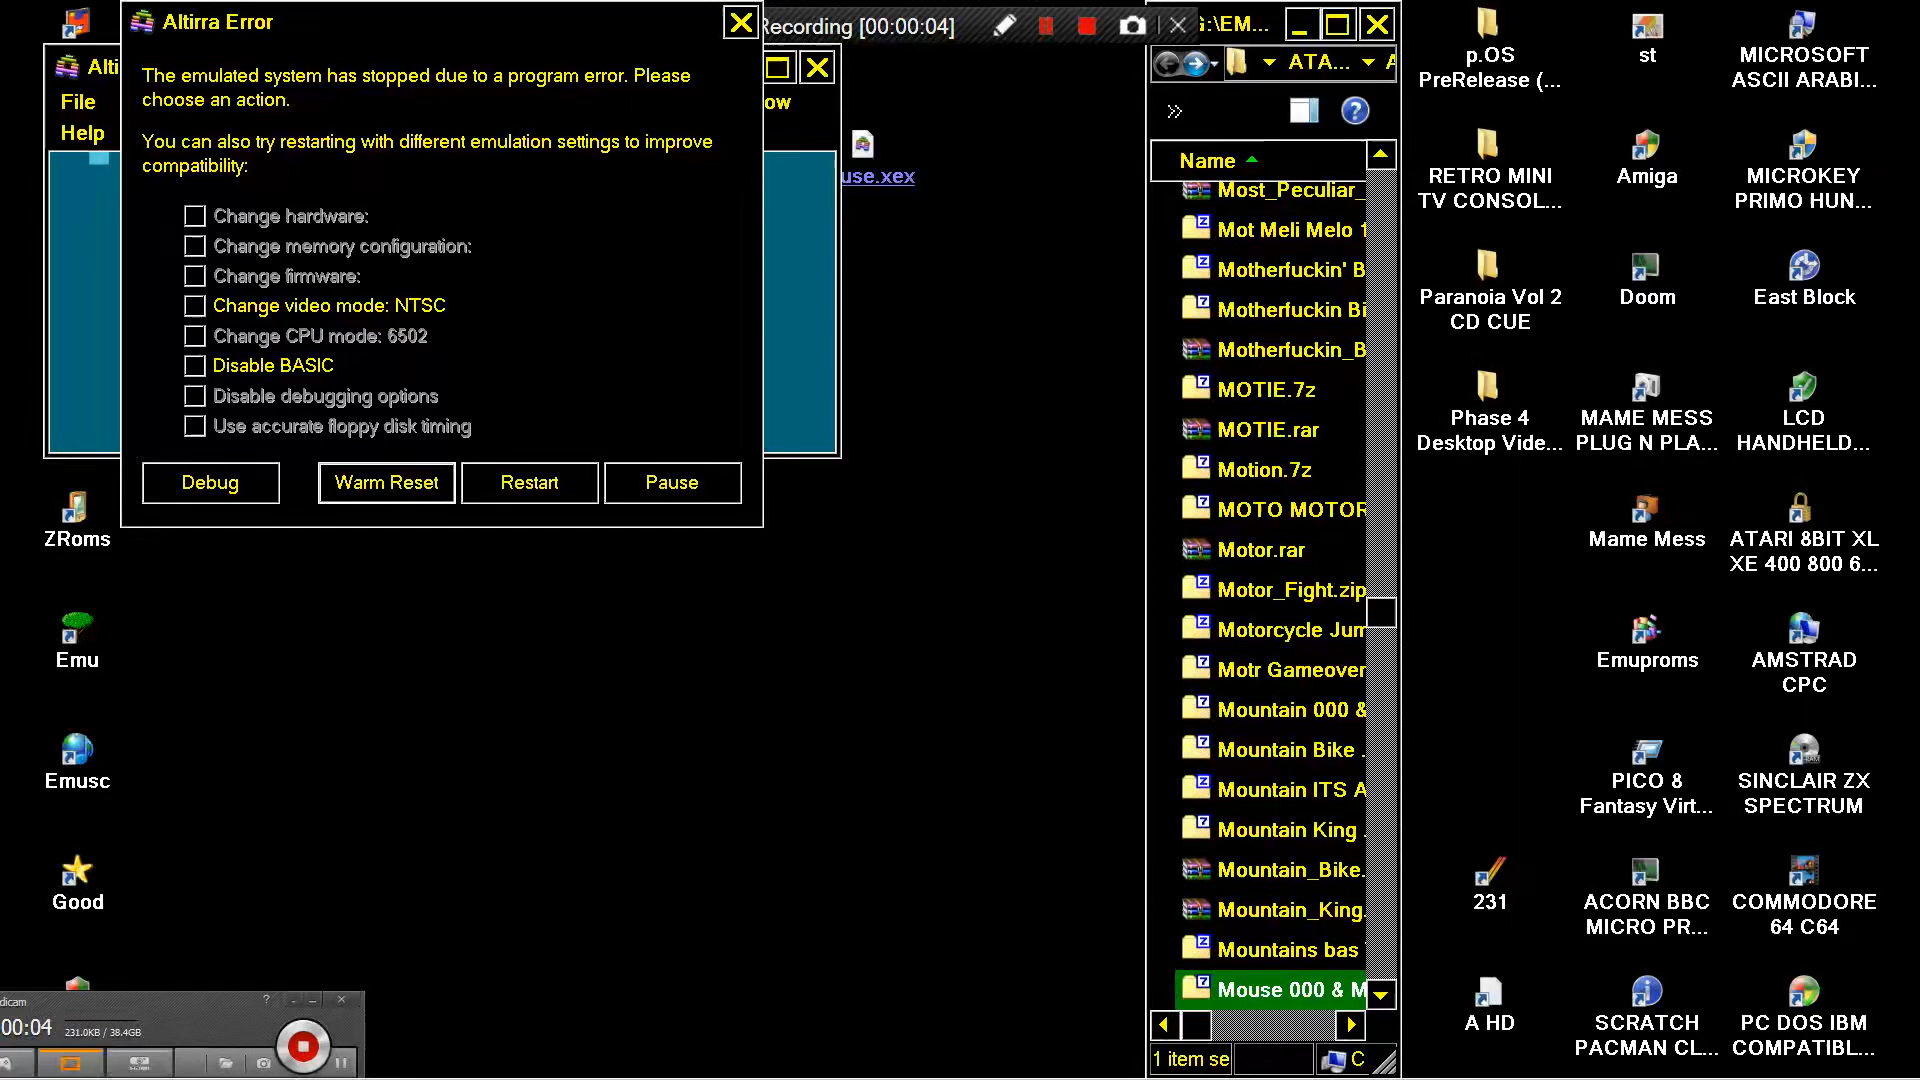 Altirra Error
The emulated system has stopped due to a program error. Please
choose an action.
You can also try restarting with different emulation settings to improve
compatibility:
Change hardware:
Change memory configuration:
Change firmware:
Change video mode: NTSC
Change CPU mode: 6502
Disable BASIC
Disable debugging options
Use accurate floppy disk timing
Debug
Warm Reset
Restart
Pause
Alti
File
Help
ow
Recording [00:00:04]
use.xex
G:\EM...
ATA...
A
Name
Most_Peculiar_
Mot Meli Melo 1
Motherfuckin' B
Motherfuckin Bi
Motherfuckin_B
MOTIE.7z
MOTIE.rar
Motion.7z
MOTO MOTOR
Motor.rar
Motor_Fight.zip
Motorcycle Jum
Motr Gameover
Mountain 000 &
Mountain Bike .
Mountain ITS A
Mountain King .
Mountain_Bike.
Mountain_King.
Mountains bas
Mouse 000 & M
1 item se
C
ZRoms
Emu
Emusc
Good
dicam
00:04
231.0KB / 38.4GB
p.OS
PreRelease (...
RETRO MINI
TV CONSOL...
Paranoia Vol 2
CD CUE
Phase 4
Desktop Vide...
231
A HD
st
Amiga
Doom
MAME MESS
PLUG N PLA...
Mame Mess
Emuproms
PICO 8
Fantasy Virt...
ACORN BBC
MICRO PR...
SCRATCH
PACMAN CL...
MICROSOFT
ASCII ARABI...
MICROKEY
PRIMO HUN...
East Block
LCD
HANDHELD...
ATARI 8BIT XL
XE 400 800 6...
AMSTRAD
CPC
SINCLAIR ZX
SPECTRUM
COMMODORE
64 C64
PC DOS IBM
COMPATIBL...